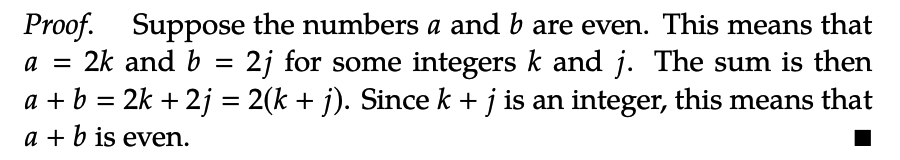 Proof. Suppose the numbers a and b are even. This means that
a = 2k and b = 2j for some integers k and j. The sum is then
a + b = 2k + 2j = 2(k + j). Since k + j is an integer, this means that
a + b is even. ■